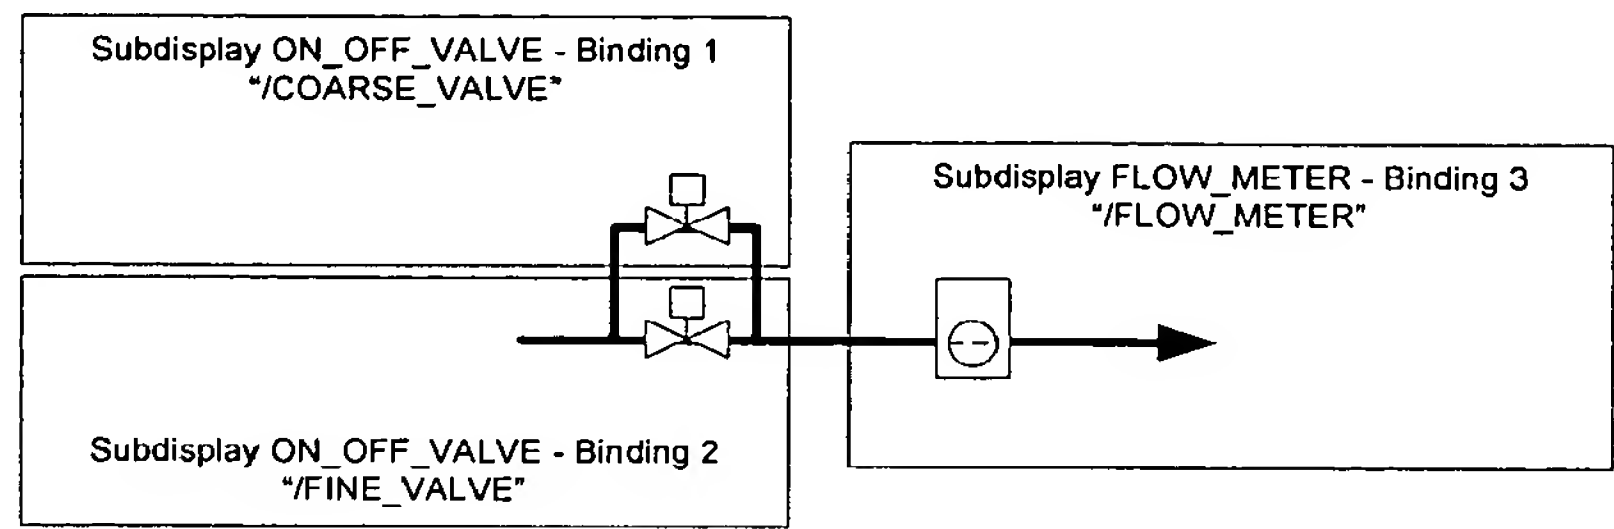 Subdisplay ON_OFF_VALVE - Binding 1
"/COARSE_VALVE"
Subdisplay FLOW_METER - Binding 3
"/FLOW_METER"
Subdisplay ON_OFF_VALVE - Binding 2
"/FINE_VALVE"